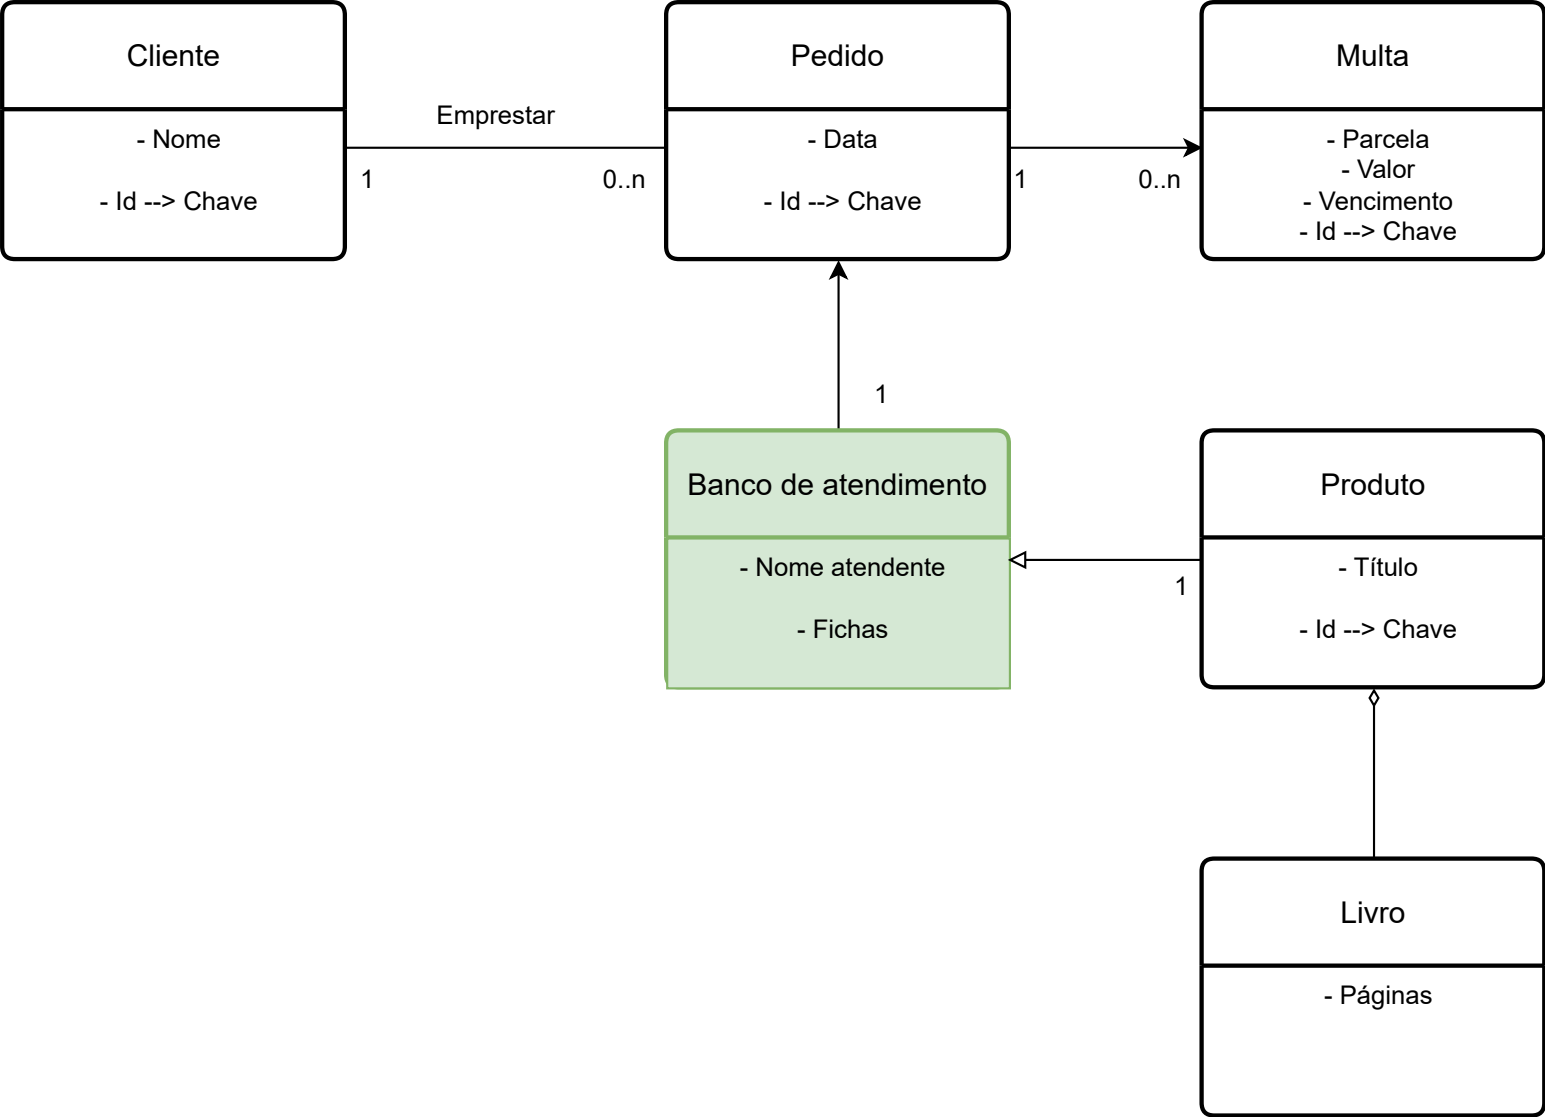 Cliente
- Nome
- Id --> Chave
Emprestar
1
0..n
Pedido
- Data
- Id --> Chave
1
0..n
Multa
- Parcela
- Valor
- Vencimento
- Id --> Chave
1
Banco de atendimento
- Nome atendente
- Fichas
1
Produto
- Título
- Id --> Chave
Livro
- Páginas